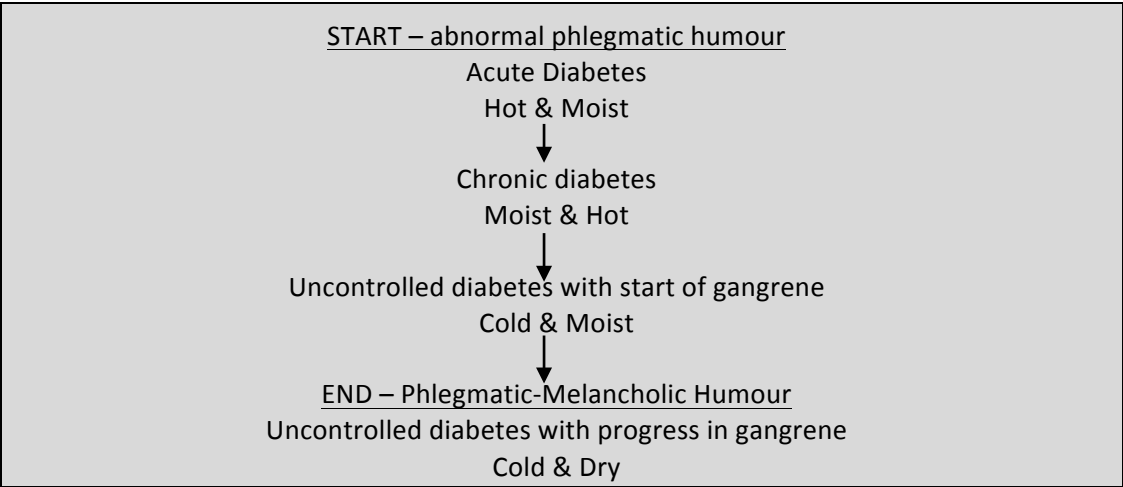 START – abnormal phlegmatic humour
Acute Diabetes
Hot & Moist
Chronic diabetes
Moist & Hot
Uncontrolled diabetes with start of gangrene
Cold & Moist
END – Phlegmatic-Melancholic Humour
Uncontrolled diabetes with progress in gangrene
Cold & Dry